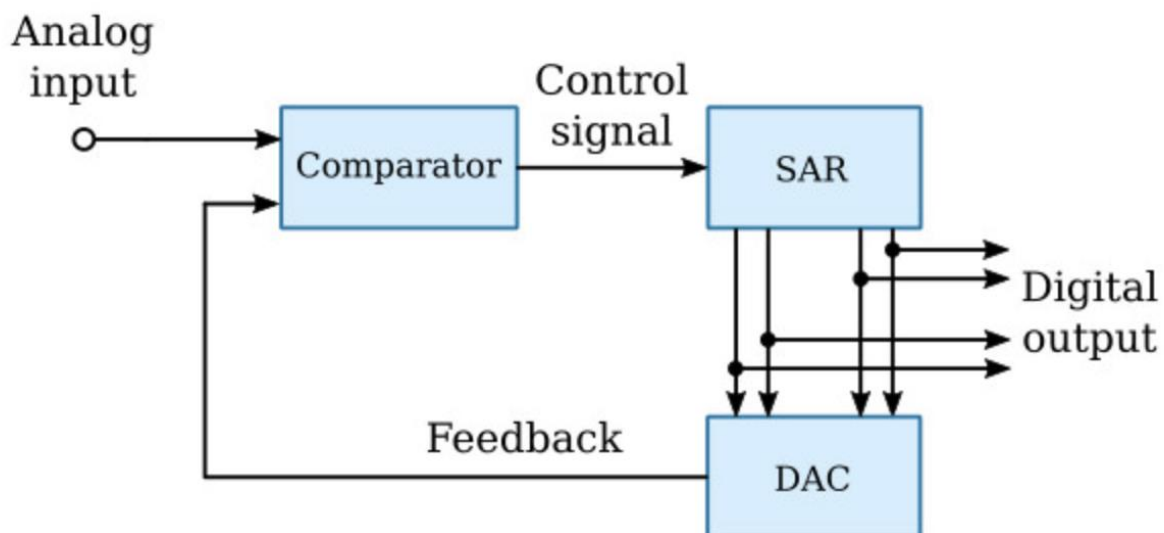 Analog
input
Control
signal
Comparator
SAR
Digital
output
Feedback
DAC